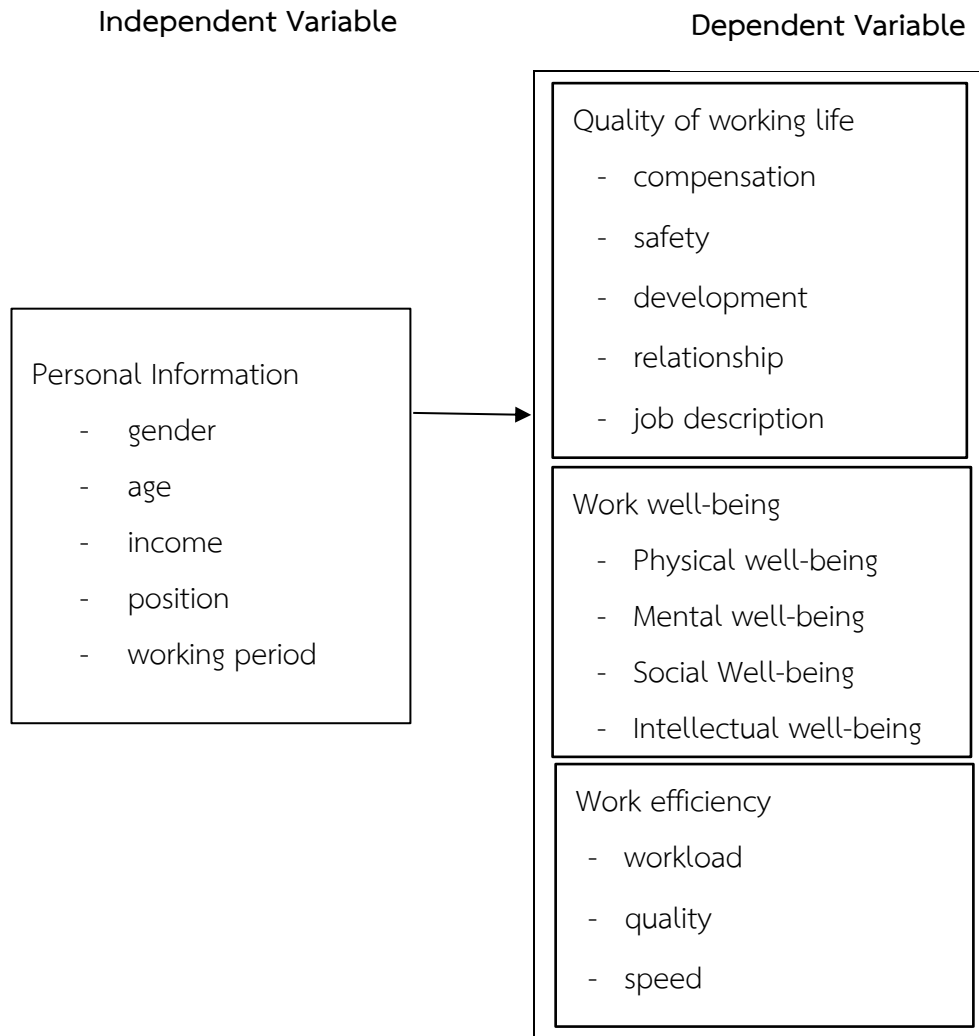 Independent Variable
Dependent Variable
Personal Information
- gender
- age
- income
- position
- working period
Quality of working life
- compensation
- safety
- development
- relationship
- job description
Work well-being
- Physical well-being
- Mental well-being
- Social Well-being
- Intellectual well-being
Work efficiency
- workload
- quality
- speed